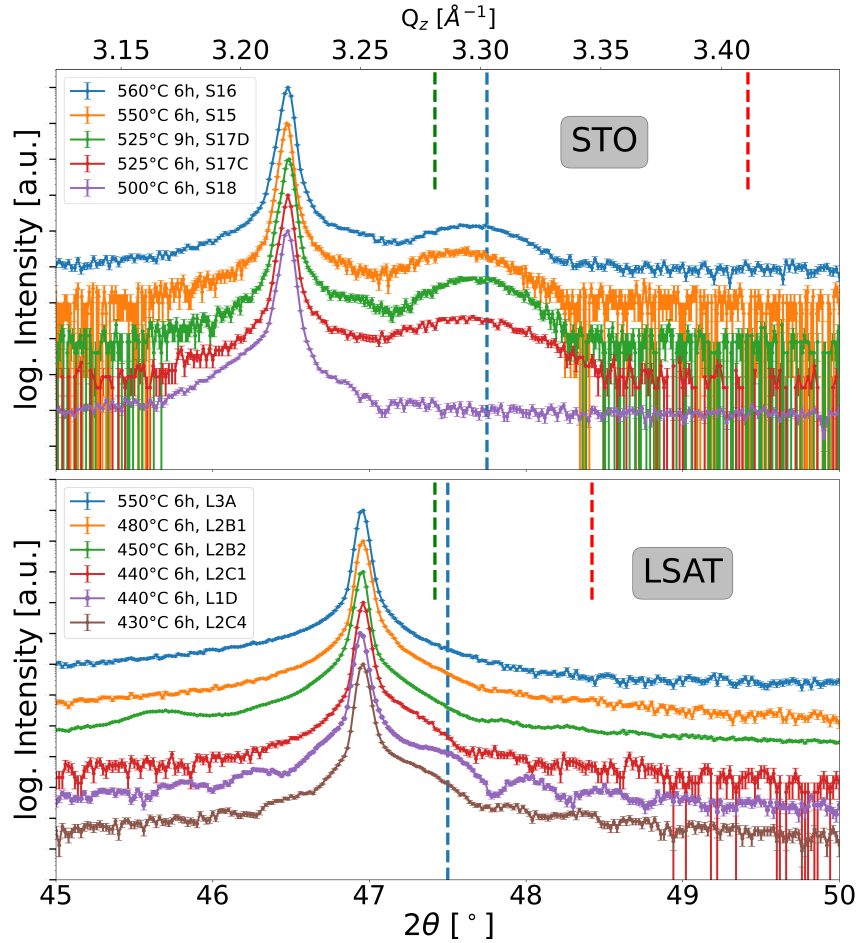 Q_z [Å⁻¹]
3.15 3.20 3.25 3.30 3.35 3.40
log. Intensity [a.u.]
560°C 6h, S16
550°C 6h, S15
525°C 9h, S17D
525°C 6h, S17C
500°C 6h, S18
STO
log. Intensity [a.u.]
550°C 6h, L3A
480°C 6h, L2B1
450°C 6h, L2B2
440°C 6h, L2C1
440°C 6h, L1D
430°C 6h, L2C4
LSAT
45 46 47 48 49 50
2θ [°]